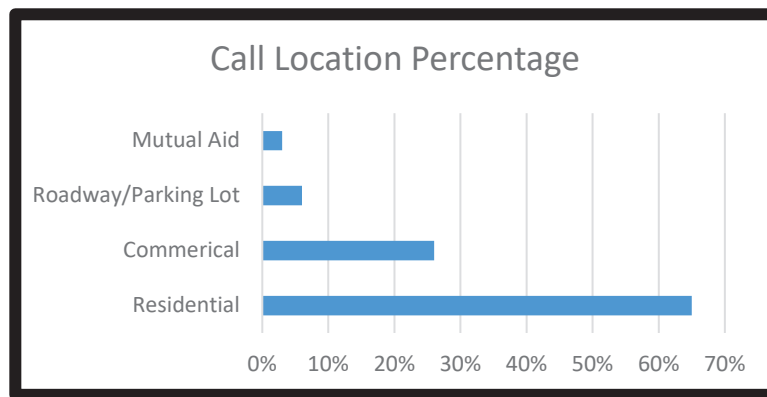 Call Location Percentage
Mutual Aid
Roadway/Parking Lot
Commerical
Residential
0% 10% 20% 30% 40% 50% 60% 70%